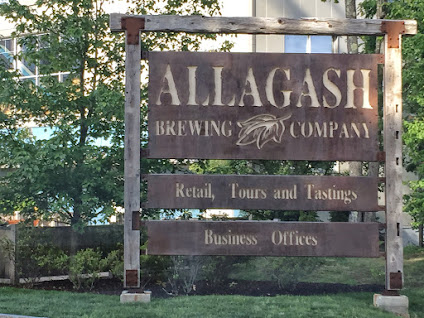 ALLAGASH
BREWING COMPANY
Retail, Tours and Tastings
Business Offices